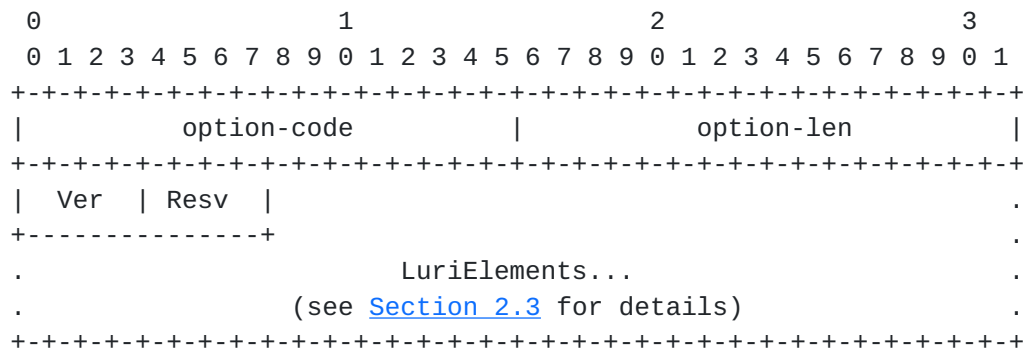 0                   1                   2                   3
 0 1 2 3 4 5 6 7 8 9 0 1 2 3 4 5 6 7 8 9 0 1 2 3 4 5 6 7 8 9 0 1
+-+-+-+-+-+-+-+-+-+-+-+-+-+-+-+-+-+-+-+-+-+-+-+-+-+-+-+-+-+-+-+-+
|          option-code          |           option-len          |
+-+-+-+-+-+-+-+-+-+-+-+-+-+-+-+-+-+-+-+-+-+-+-+-+-+-+-+-+-+-+-+-+
|  Ver  | Resv  |                                               .
+---------------+                                               .
.                        LuriElements...                        .
.                 (see Section 2.3 for details)                 .
+-+-+-+-+-+-+-+-+-+-+-+-+-+-+-+-+-+-+-+-+-+-+-+-+-+-+-+-+-+-+-+-+